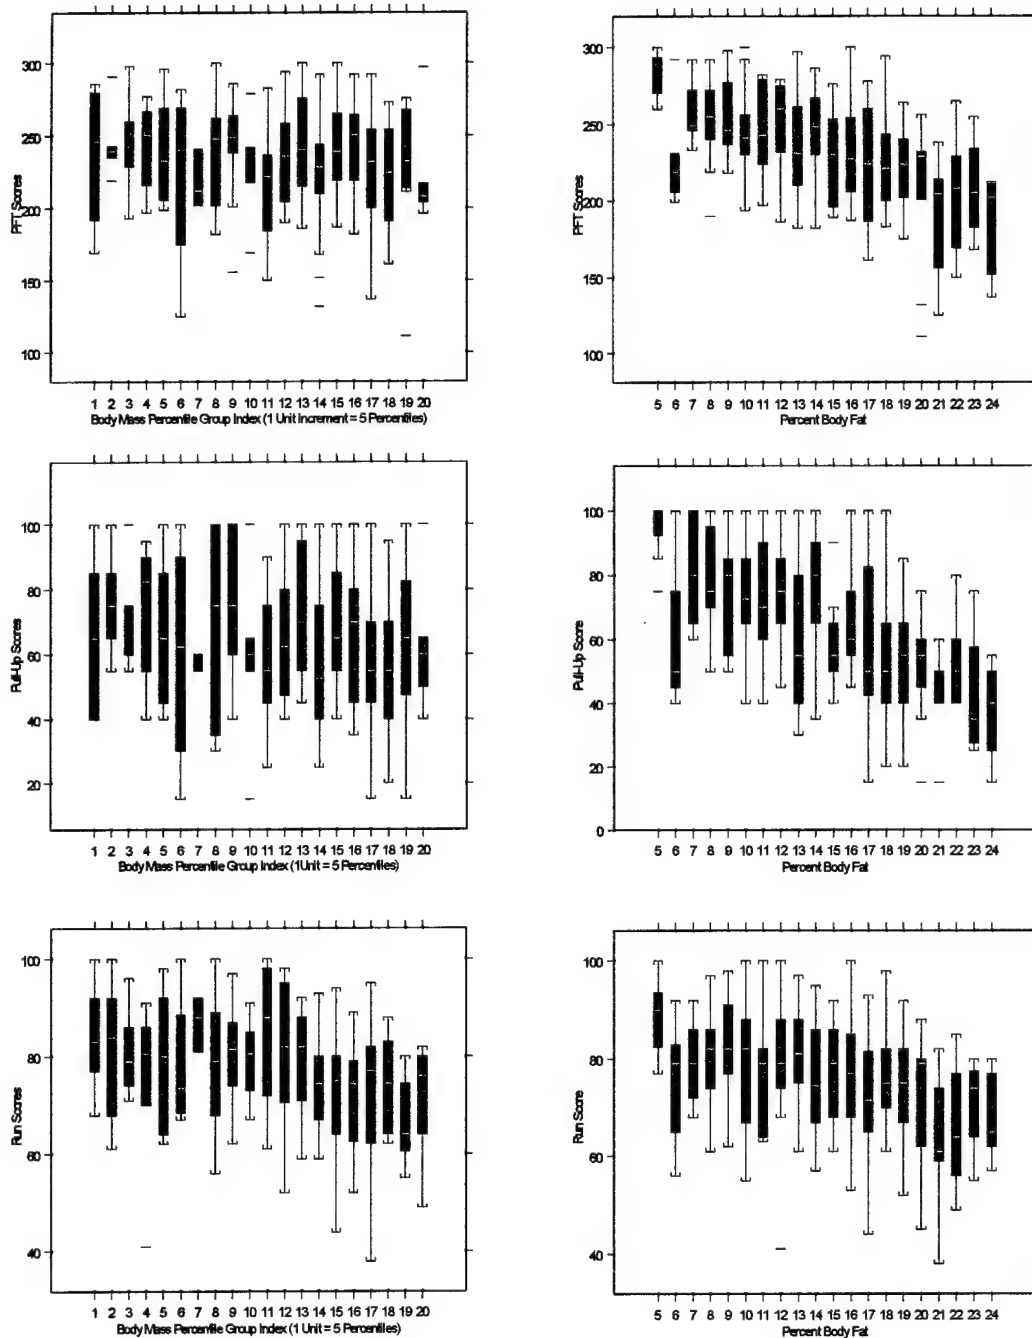 300
250
200
150
100
PFT Scores
1 2 3 4 5 6 7 8 9 10 11 12 13 14 15 16 17 18 19 20
Body Mass Percentile Group Index (1 Unit Increment = 5 Percentiles)
300
250
200
150
100
PFT Scores
5 6 7 8 9 10 11 12 13 14 15 16 17 18 19 20 21 22 23 24
Percent Body Fat
100
80
60
40
20
Pull-Up Scores
1 2 3 4 5 6 7 8 9 10 11 12 13 14 15 16 17 18 19 20
Body Mass Percentile Group Index (1Unit = 5 Percentiles)
100
80
60
40
20
0
Pull-Up Scores
5 6 7 8 9 10 11 12 13 14 15 16 17 18 19 20 21 22 23 24
Percent Body Fat
100
80
60
40
Run Scores
1 2 3 4 5 6 7 8 9 10 11 12 13 14 15 16 17 18 19 20
Body Mass Percentile Group Index (1 Unit = 5 Percentiles)
100
80
60
40
Run Score
5 6 7 8 9 10 11 12 13 14 15 16 17 18 19 20 21 22 23 24
Percent Body Fat